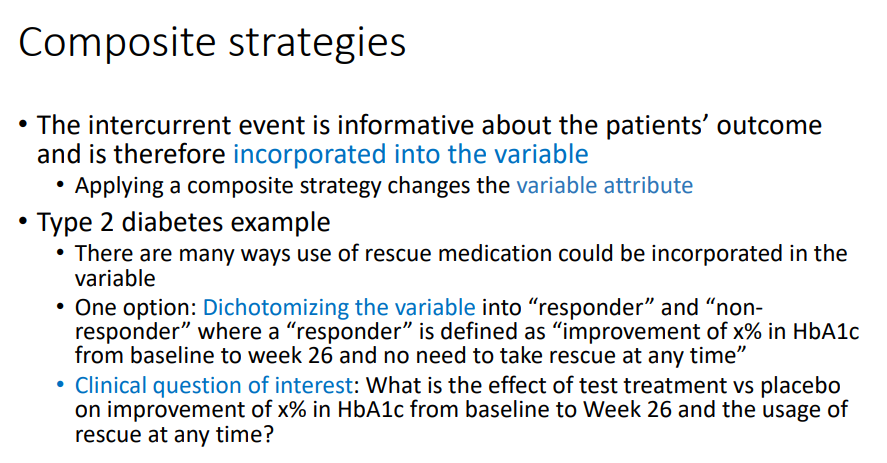 Composite strategies
• The intercurrent event is informative about the patients’ outcome
and is therefore incorporated into the variable
• Applying a composite strategy changes the variable attribute
• Type 2 diabetes example
• There are many ways use of rescue medication could be incorporated in the
variable
• One option: Dichotomizing the variable into “responder” and “non-
responder” where a “responder” is defined as “improvement of x% in HbA1c
from baseline to week 26 and no need to take rescue at any time”
• Clinical question of interest: What is the effect of test treatment vs placebo
on improvement of x% in HbA1c from baseline to Week 26 and the usage of
rescue at any time?